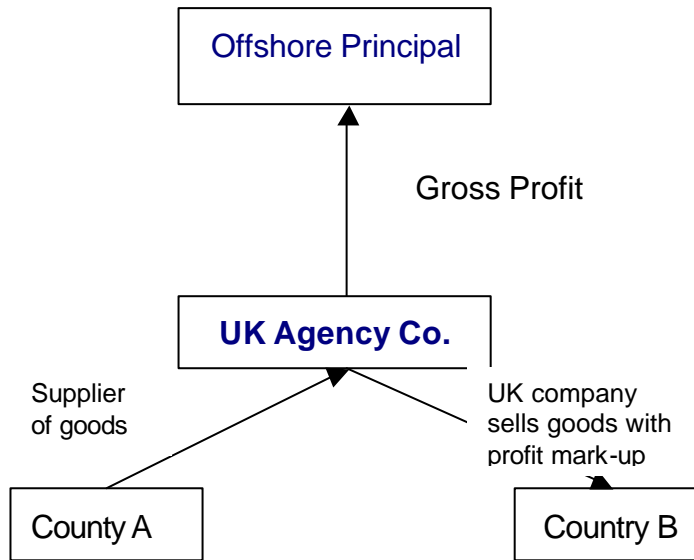 Offshore Principal
Gross Profit
UK Agency Co.
Supplier
of goods
UK company
sells goods with
profit mark-up
County A
Country B